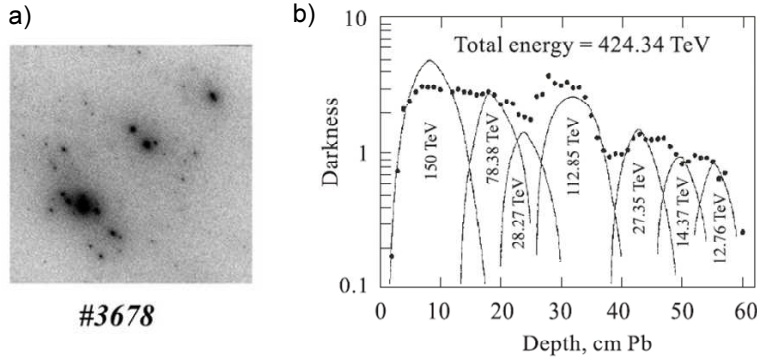 a)
#3678
b)
Total energy = 424.34 TeV
Darkness
10
1
0.1
150 TeV
78.38 TeV
28.27 TeV
112.85 TeV
27.35 TeV
14.37 TeV
12.76 TeV
0 10 20 30 40 50 60
Depth, cm Pb